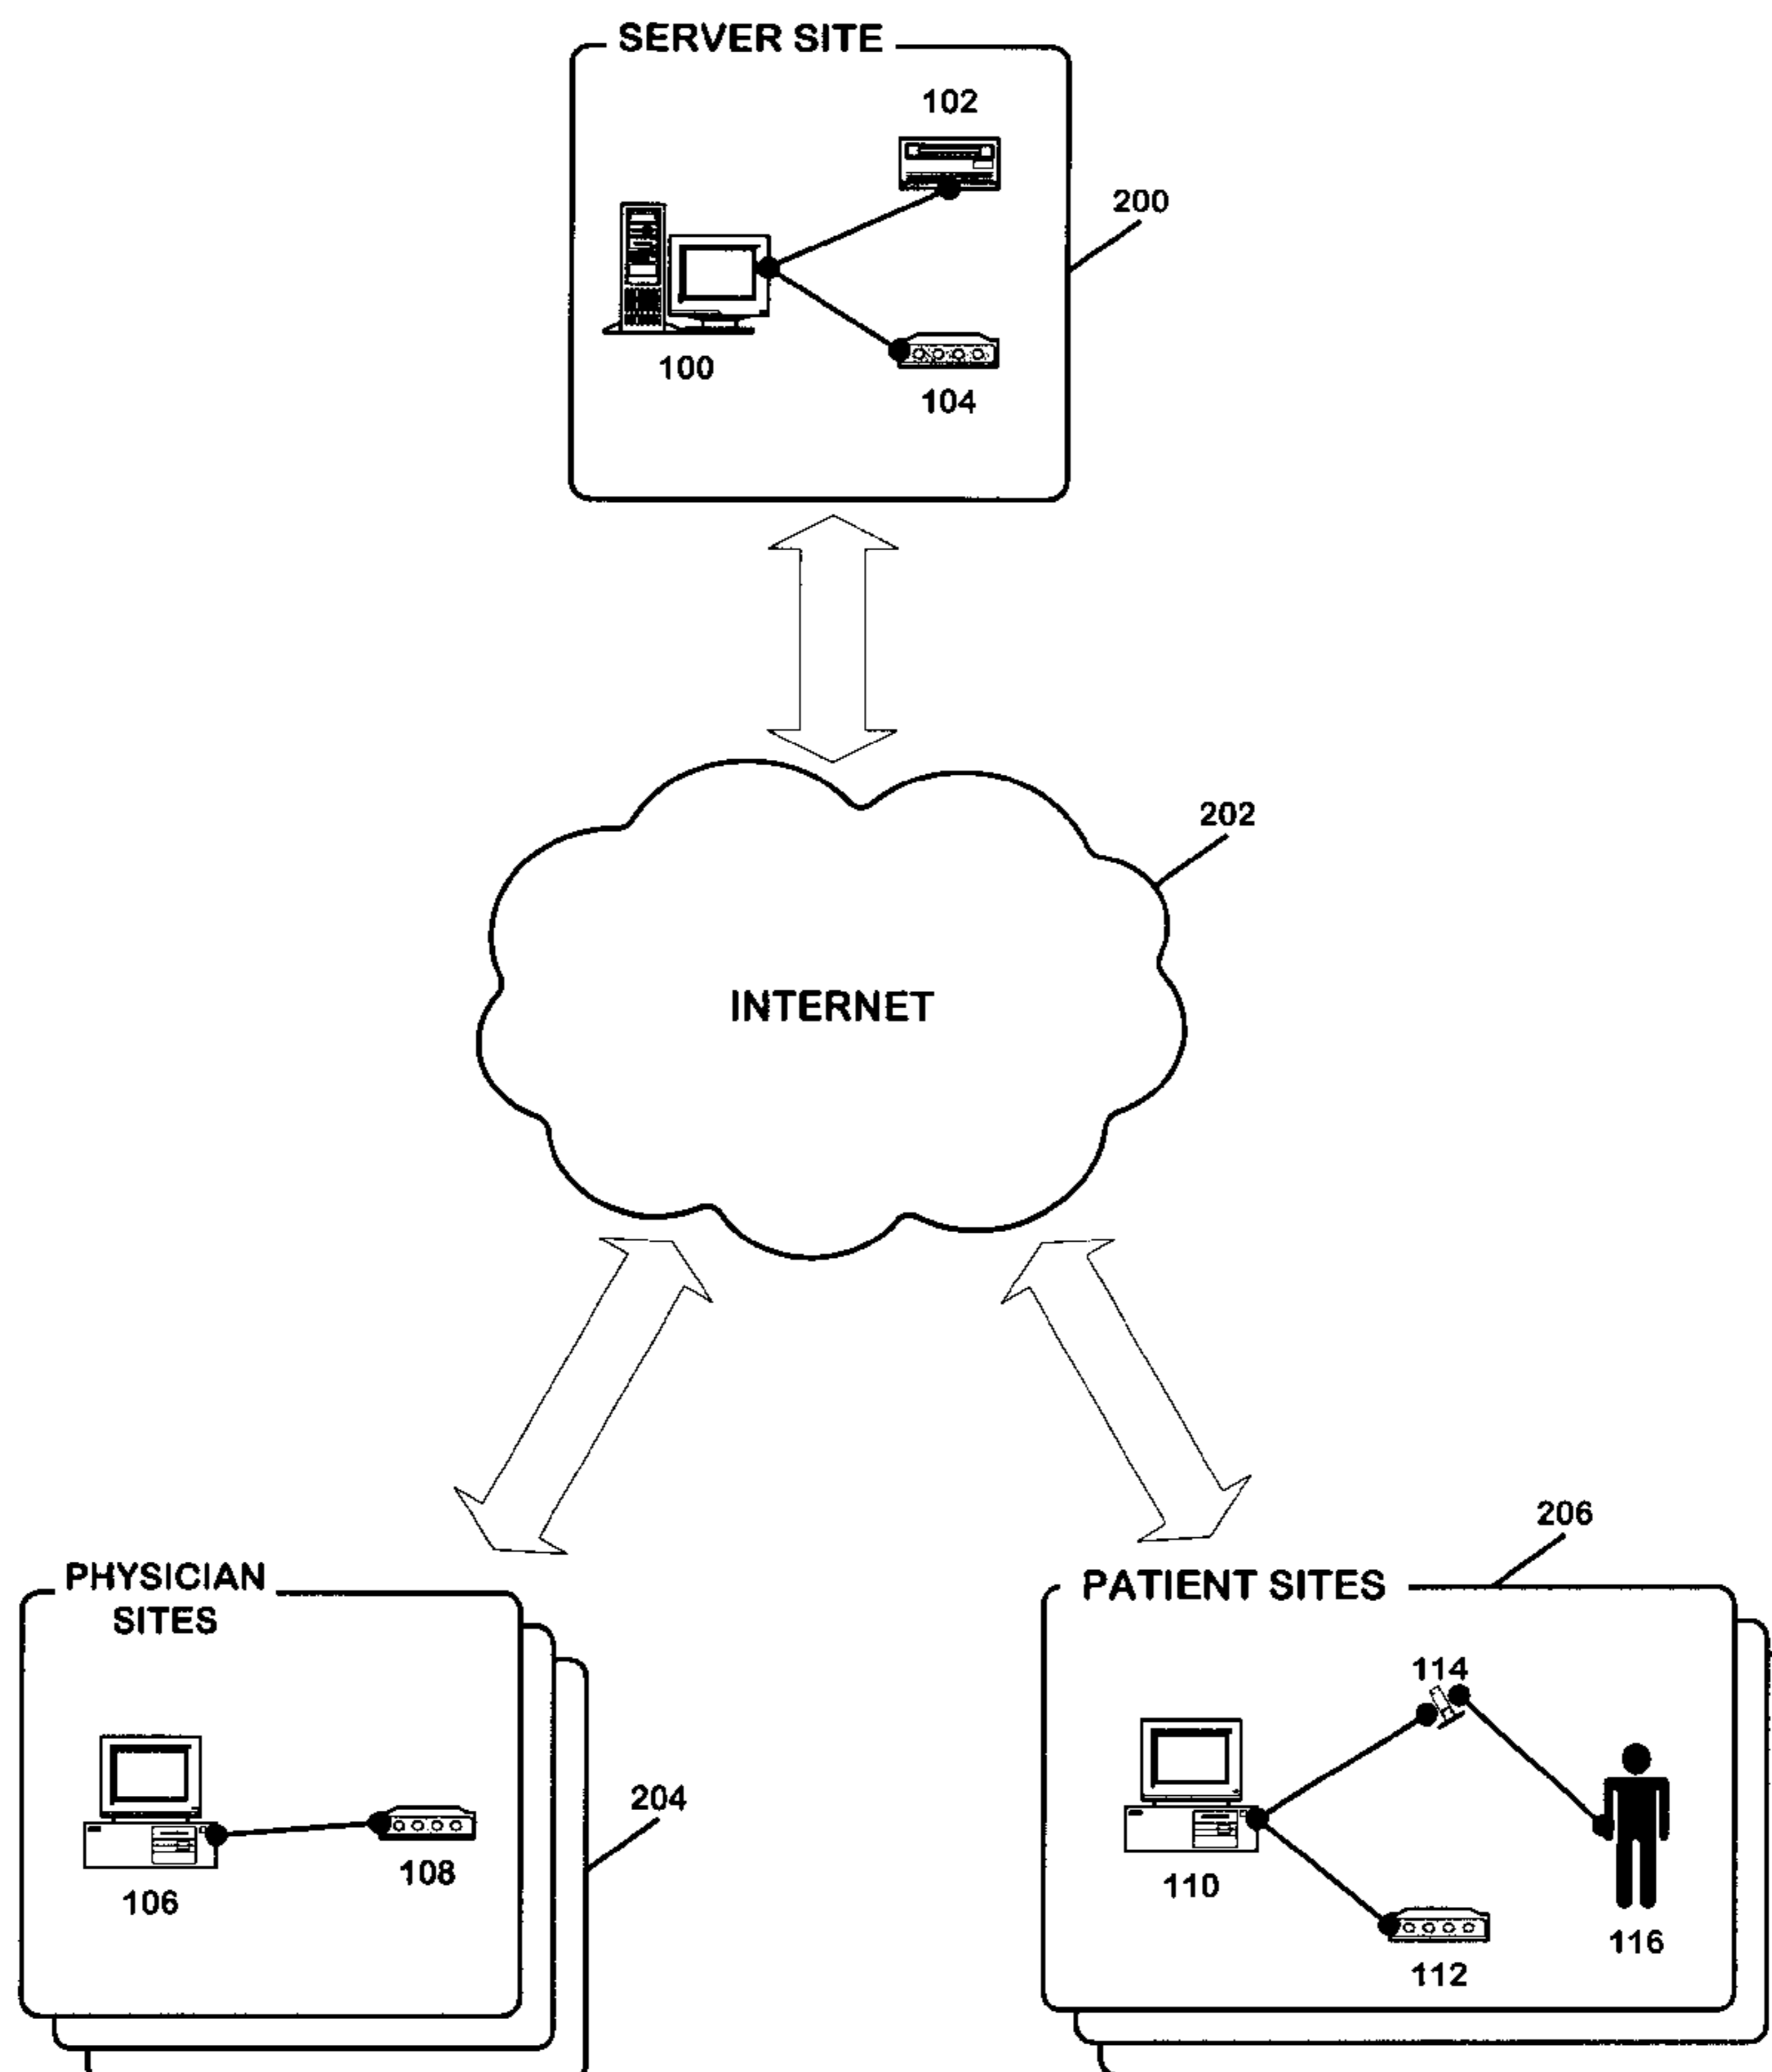 SERVER SITE
102
200
100
104
202
INTERNET
206
PHYSICIAN
SITES
PATIENT SITES
114
204
108
106
110
116
112